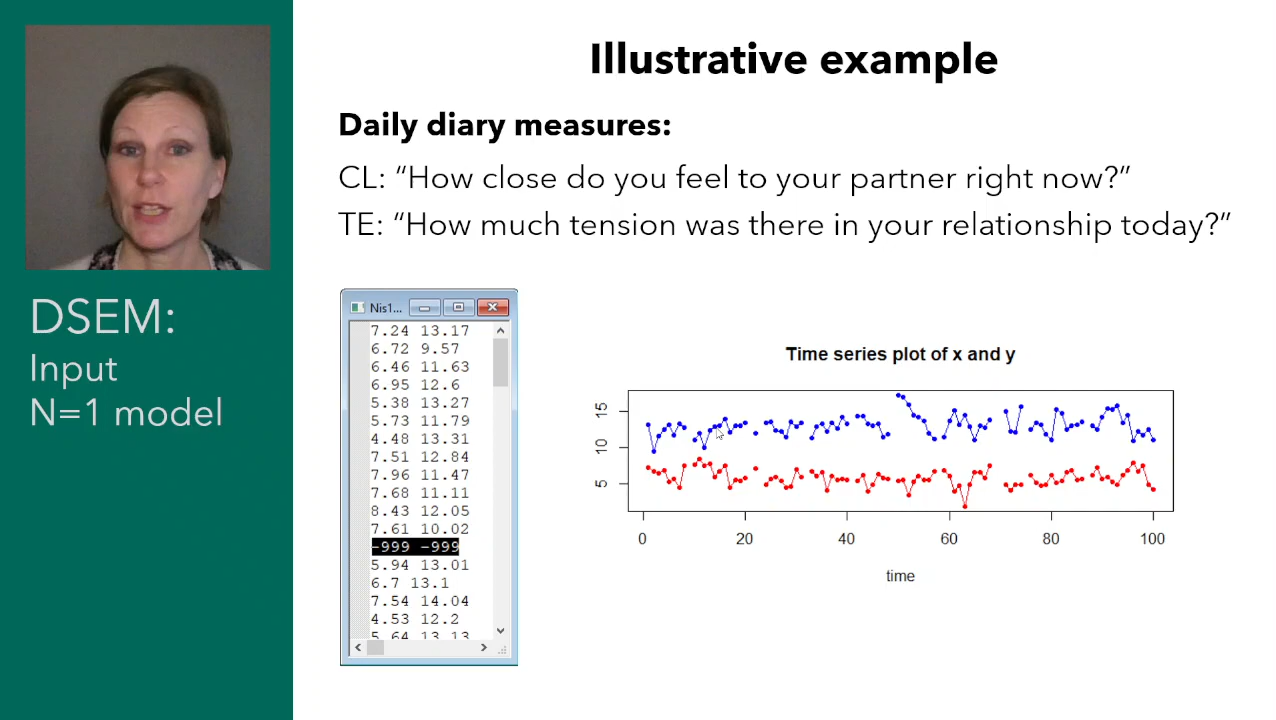 Illustrative example
Daily diary measures:
CL: “How close do you feel to your partner right now?”
TE: “How much tension was there in your relationship today?”
DSEM:
Input
N=1 model
Nis1...
7.24 13.17
6.72 9.57
6.46 11.63
6.95 12.6
5.38 13.27
5.73 11.79
4.48 13.31
7.51 12.84
7.96 11.47
7.68 11.11
8.43 12.05
7.61 10.02
-999 -999
5.94 13.01
6.7 13.1
7.54 14.04
4.53 12.2
5.64 13.13
Time series plot of x and y
15
10
5
0 20 40 60 80 100
time